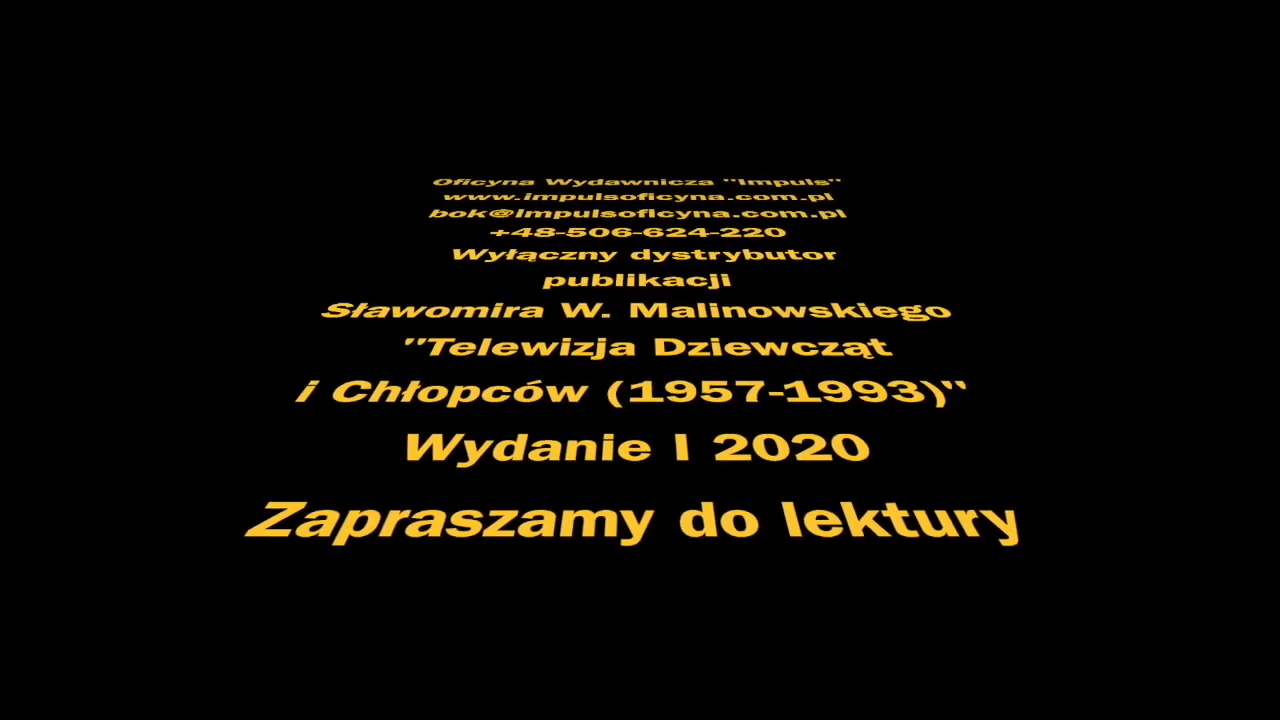 Oficyna Wydawnicza "Impuls"
www.impulsoficyna.com.pl
bok@impulsoficyna.com.pl
+48-506-624-220
Wyłączny dystrybutor
publikacji
Sławomira W. Malinowskiego
"Telewizja Dziewcząt
i Chłopców (1957-1993)"
Wydanie I 2020
Zapraszamy do lektury